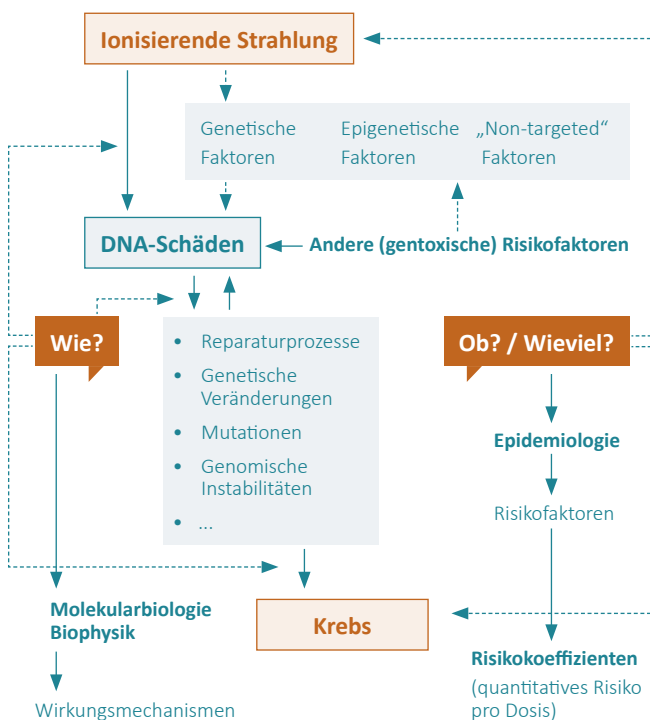 Ionisierende Strahlung
Genetische
Faktoren
Epigenetische
Faktoren
„Non-targeted“
Faktoren
DNA-Schäden
Andere (gentoxische) Risikofaktoren
Wie?
Ob? / Wieviel?
• Reparaturprozesse
• Genetische
Veränderungen
• Mutationen
• Genomische
Instabilitäten
• ...
Epidemiologie
Risikofaktoren
Molekularbiologie
Biophysik
Krebs
Risikokoeffizienten
(quantitatives Risiko
pro Dosis)
Wirkungsmechanismen